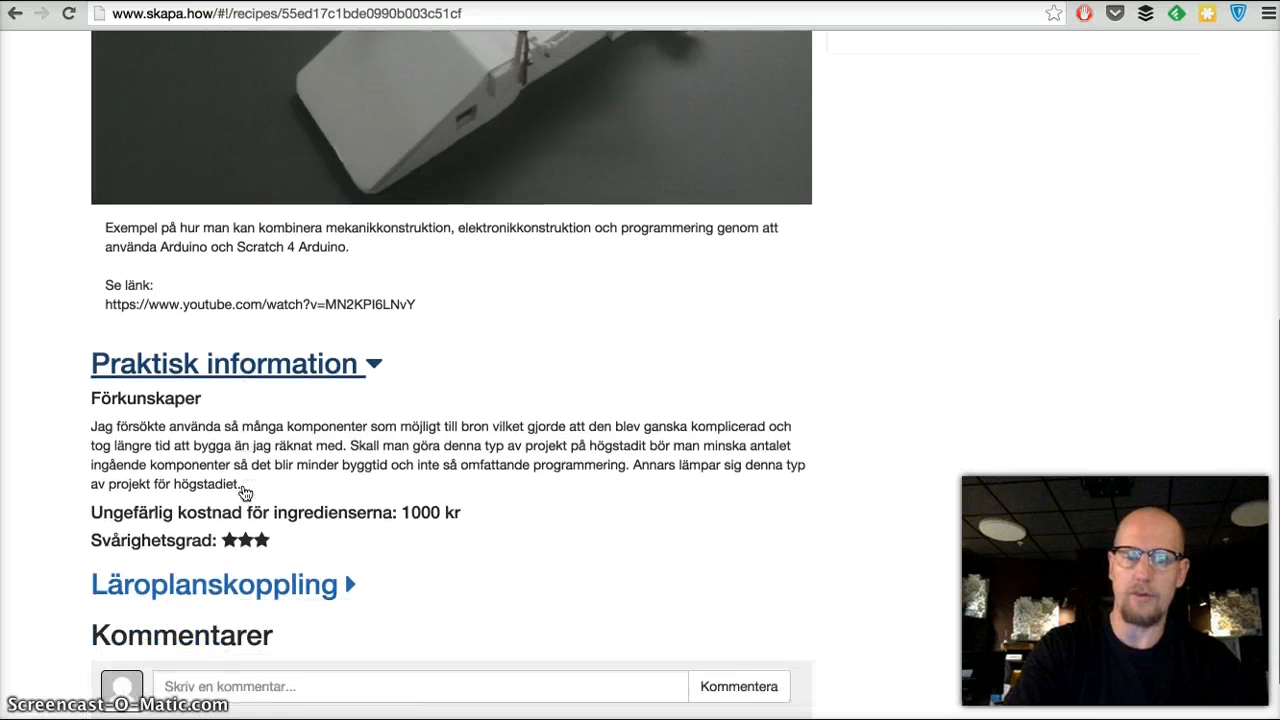 www.skapa.how/#!/recipes/55ed17c1bde0990b003c51cf
Exempel på hur man kan kombinera mekanikkonstruktion, elektronikkonstruktion och programmering genom att
använda Arduino och Scratch 4 Arduino.
Se länk:
https://www.youtube.com/watch?v=MN2KPI6LNvY
Praktisk information
Förkunskaper
Jag försökte använda så många komponenter som möjligt till bron vilket gjorde att den blev ganska komplicerad och
tog längre tid att bygga än jag räknat med. Skall man göra denna typ av projekt på högstadit bör man minska antalet
ingående komponenter så det blir minder byggtid och inte så omfattande programmering. Annars lämpar sig denna typ
av projekt för högstadiet.
Ungefärlig kostnad för ingredienserna: 1000 kr
Svårighetsgrad: ★★★
Läroplanskoppling
Kommentarer
Skriv en kommentar...
Kommentera
Screencast-O-Matic.com